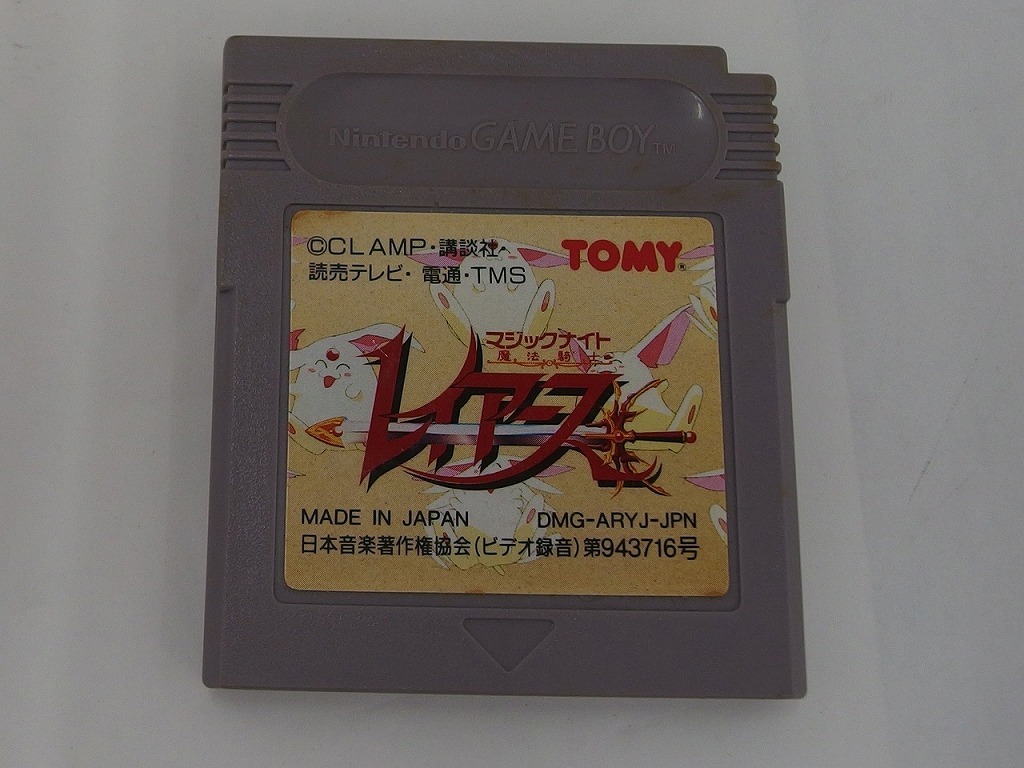 Nintendo GAME BOY TM
©CLAMP・講談社・
TOMY®
読売テレビ・電通・TMS
マジックナイト
魔法騎士
レイアース
MADE IN JAPAN DMG-ARYJ-JPN
日本音楽著作権協会(ビデオ録音)第943716号